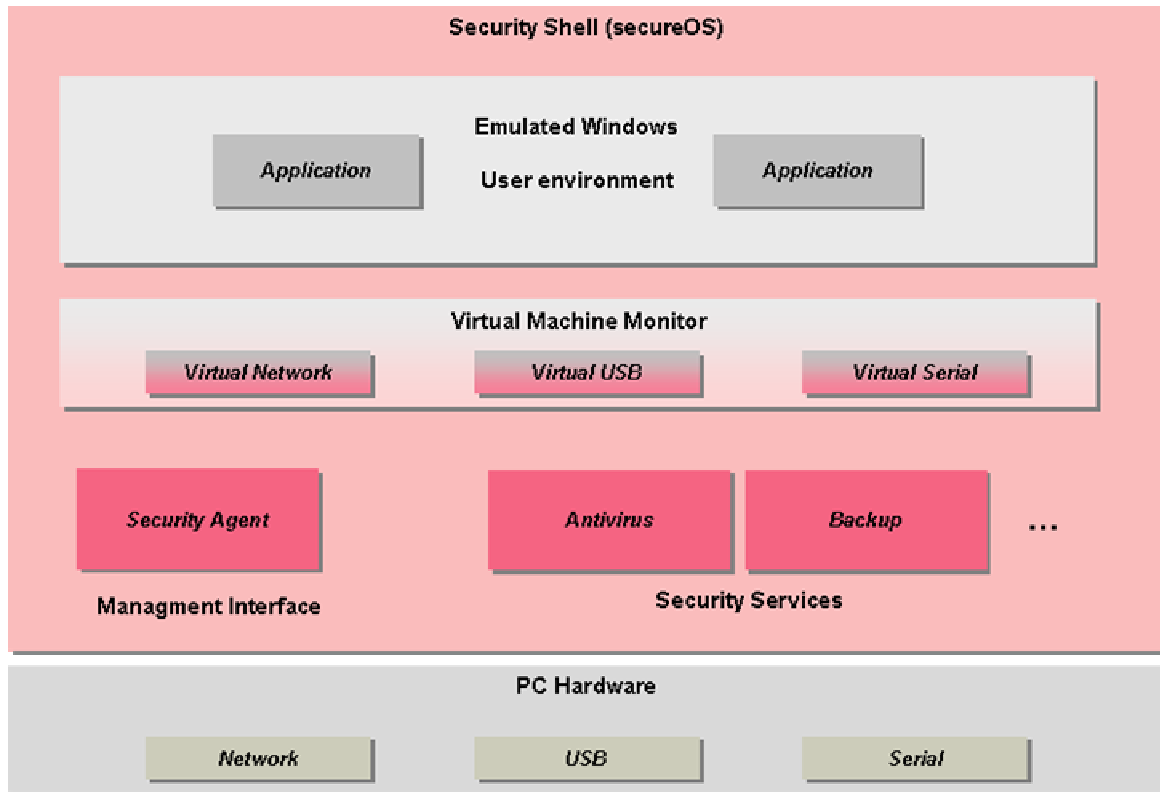 Security Shell (secureOS)
Emulated Windows
Application
User environment
Application
Virtual Machine Monitor
Virtual Network
Virtual USB
Virtual Serial
Security Agent
Antivirus
Backup
...
Managment Interface
Security Services
PC Hardware
Network
USB
Serial